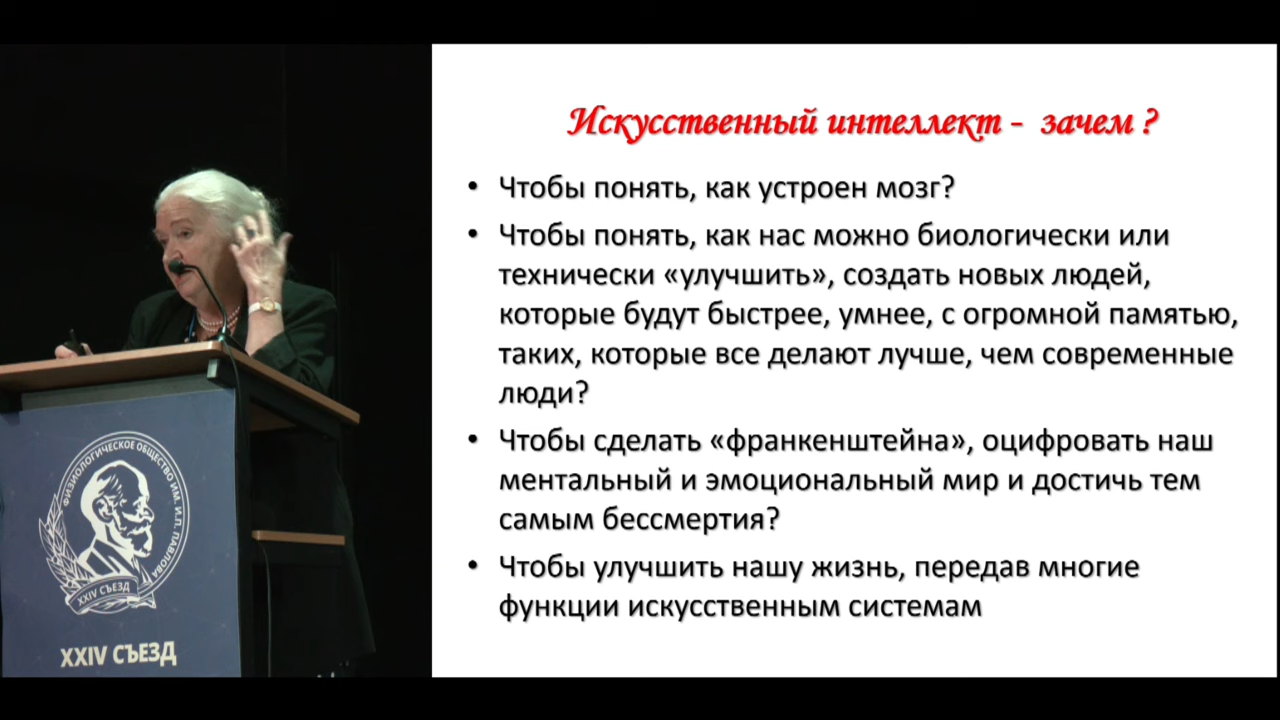 Искусственный интеллект - зачем ?
• Чтобы понять, как устроен мозг?
• Чтобы понять, как нас можно биологически или
технически «улучшить», создать новых людей,
которые будут быстрее, умнее, с огромной памятью,
таких, которые все делают лучше, чем современные
люди?
• Чтобы сделать «франкенштейна», оцифровать наш
ментальный и эмоциональный мир и достичь тем
самым бессмертия?
• Чтобы улучшить нашу жизнь, передав многие
функции искусственным системам
ФИЗИОЛОГИЧЕСКОЕ ОБЩЕСТВО ИМ. И.П. ПАВЛОВА
XXIV СЪЕЗД
XXIV СЪЕЗД